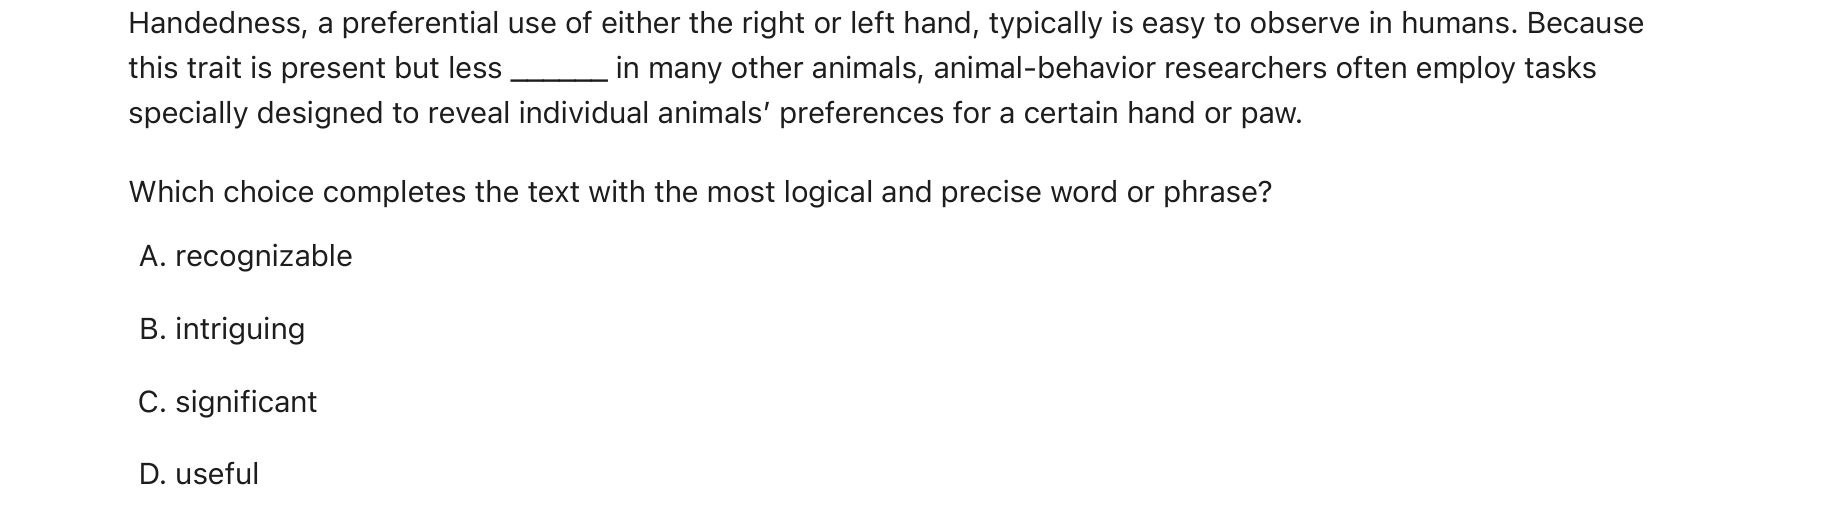 Handedness, a preferential use of either the right or left hand, typically is easy to observe in humans. Because
this trait is present but less ______ in many other animals, animal-behavior researchers often employ tasks
specially designed to reveal individual animals’ preferences for a certain hand or paw.
Which choice completes the text with the most logical and precise word or phrase?
A. recognizable
B. intriguing
C. significant
D. useful